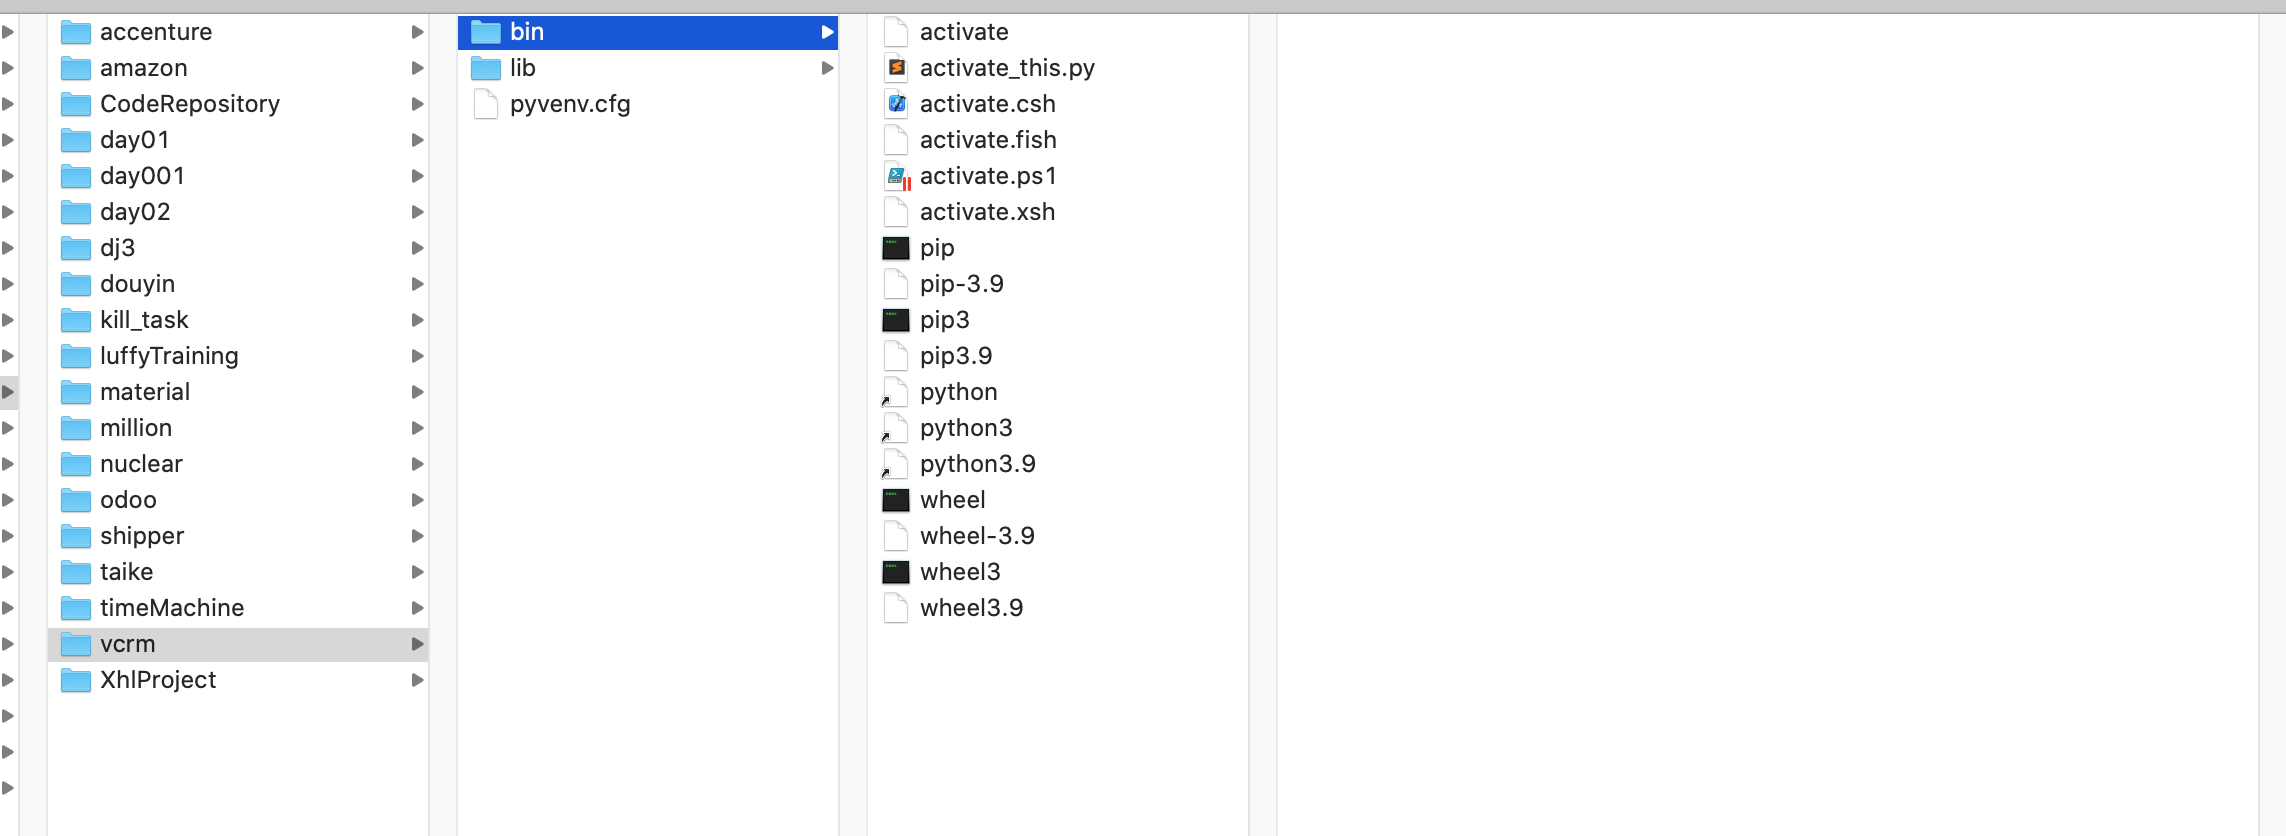 accenture
amazon
CodeRepository
day01
day001
day02
dj3
douyin
kill_task
luffyTraining
material
million
nuclear
odoo
shipper
taike
timeMachine
vcrm
XhlProject
bin
lib
pyvenv.cfg
activate
activate_this.py
activate.csh
activate.fish
activate.ps1
activate.xsh
pip
pip-3.9
pip3
pip3.9
python
python3
python3.9
wheel
wheel-3.9
wheel3
wheel3.9